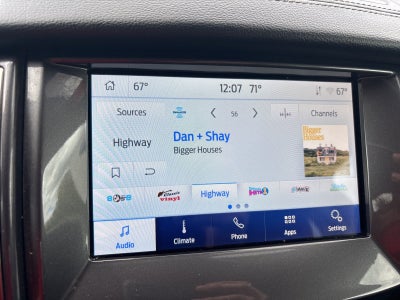 67°
12:07
71°
67°
Sources
56
Channels
Highway
Dan + Shay
Bigger Houses
Bigger
Houses
vinyl
Highway
Audio
Climate
Phone
Apps
Settings